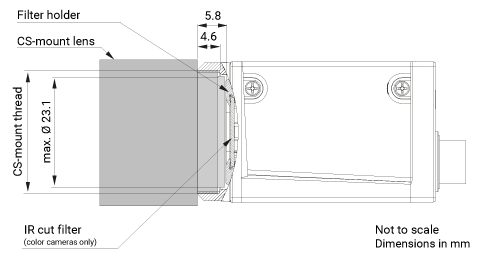 Filter holder
5.8
CS-mount lens
4.6
CS-mount thread
max. Ø 23.1
IR cut filter
(color cameras only)
Not to scale
Dimensions in mm